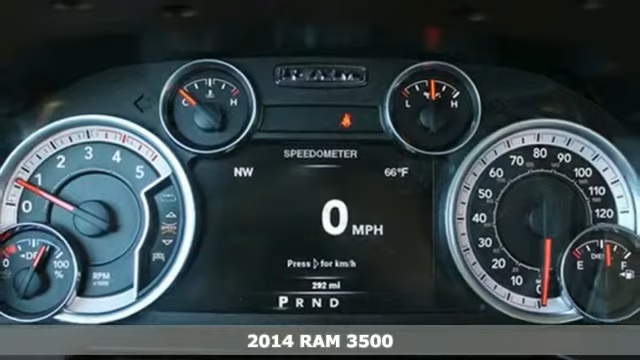 RAM
C H
L H
SPEEDOMETER
NW 66°F
0 MPH
Press ▷ for km/h
292 mi
P R N D
0 1 2 3 4 5
RPM
x1000
0 DEF 100
%
10 20 30 40 50 60 70 80 90 100 110 120
E F
2014 RAM 3500